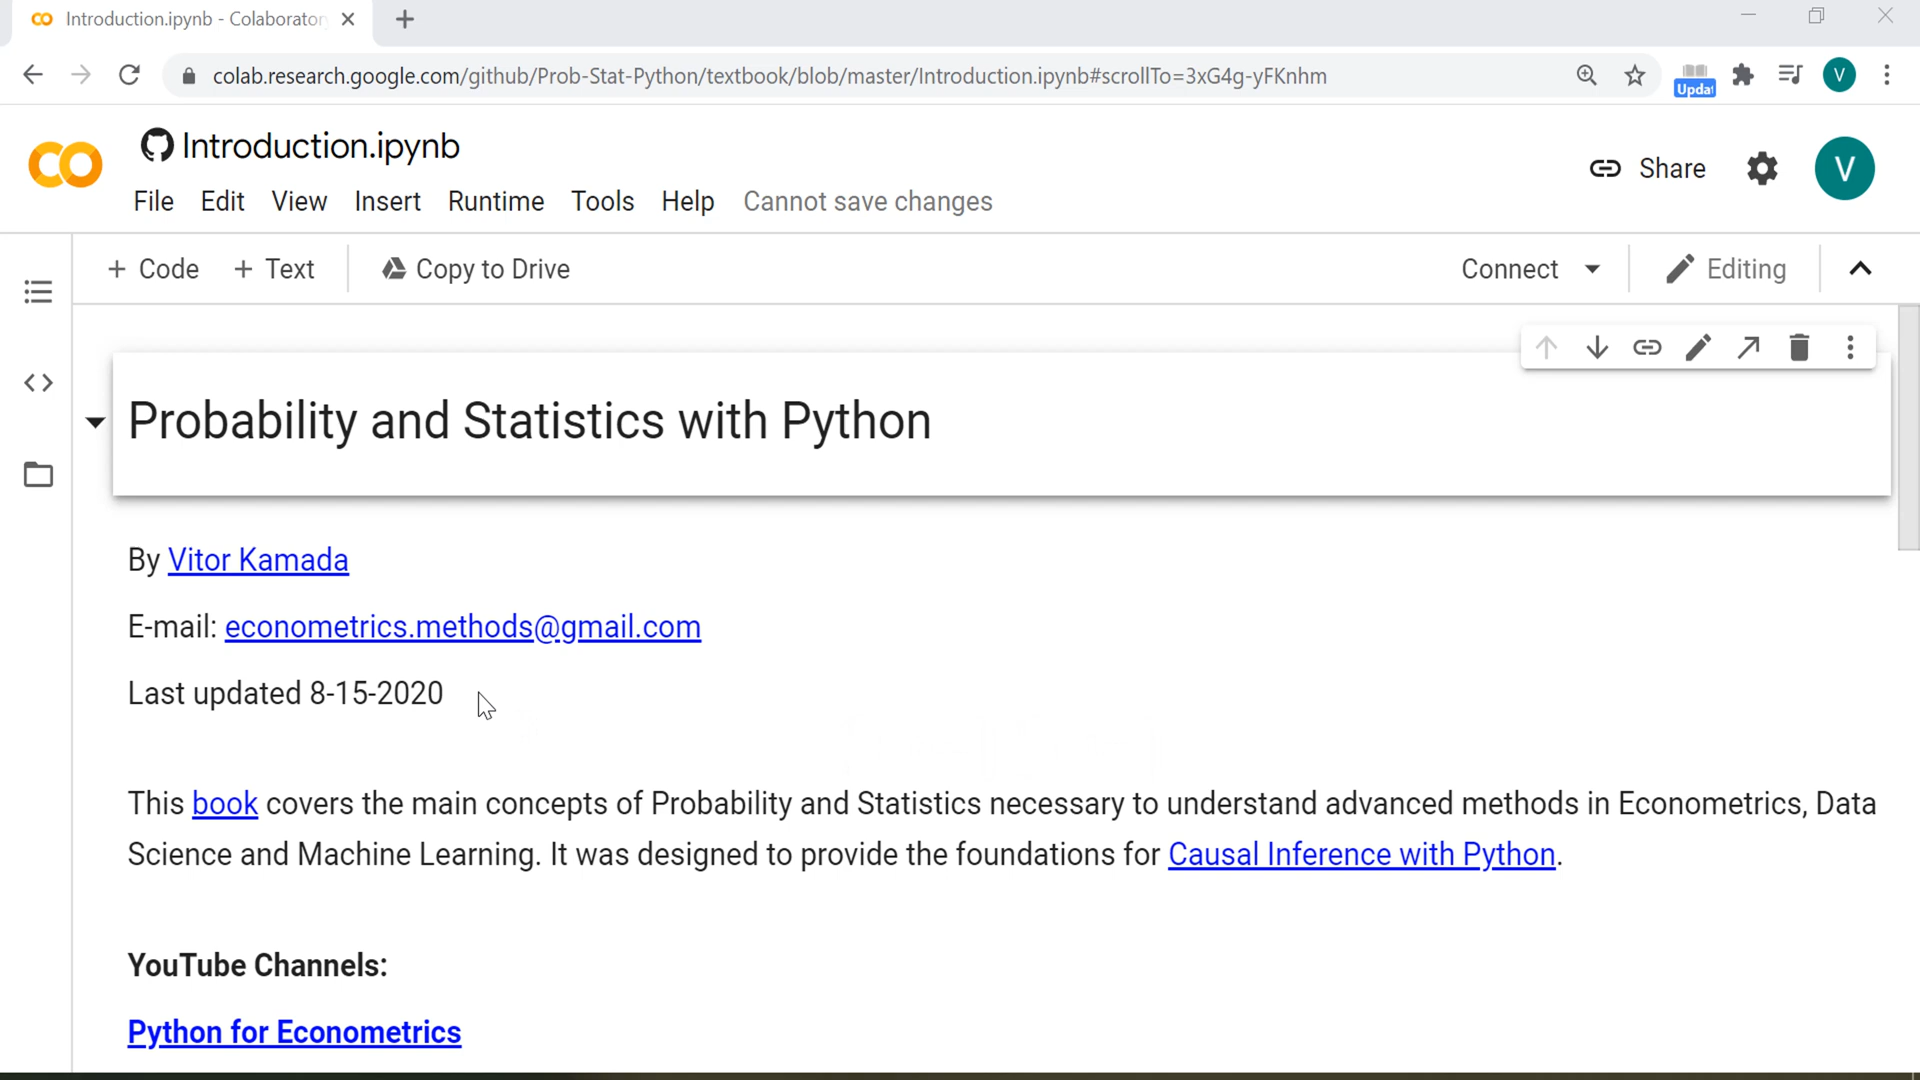 Introduction.ipynb - Colaborator
colab.research.google.com/github/Prob-Stat-Python/textbook/blob/master/Introduction.ipynb#scrollTo=3xG4g-yFKnhm
Updat
V
Introduction.ipynb
Share
V
File Edit View Insert Runtime Tools Help Cannot save changes
+ Code + Text Copy to Drive Connect Editing
Probability and Statistics with Python
By Vitor Kamada
E-mail: econometrics.methods@gmail.com
Last updated 8-15-2020
This book covers the main concepts of Probability and Statistics necessary to understand advanced methods in Econometrics, Data
Science and Machine Learning. It was designed to provide the foundations for Causal Inference with Python.
YouTube Channels:
Python for Econometrics